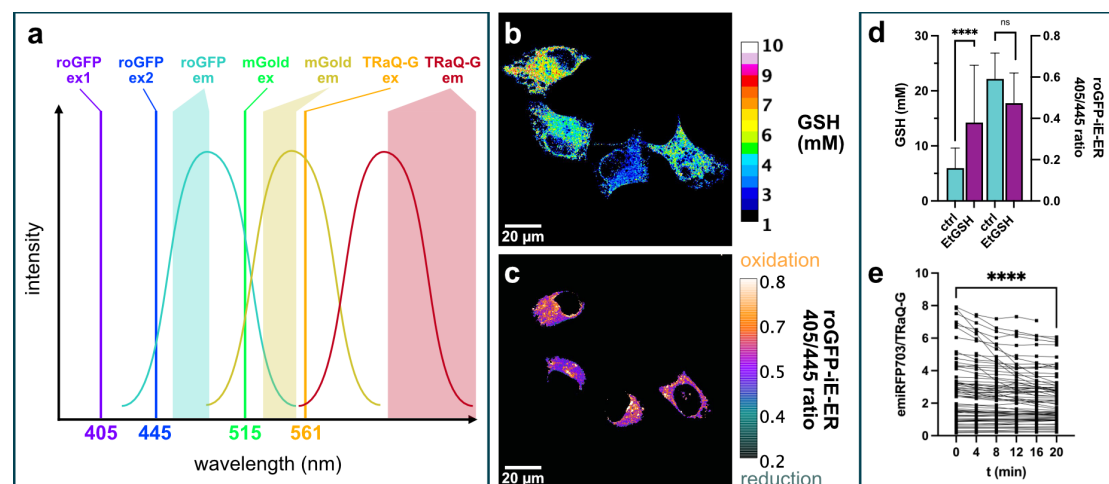 a
roGFP ex1
roGFP ex2
roGFP em
mGold ex
mGold em
TRaQ-G ex
TRaQ-G em
intensity
405
445
515
561
wavelength (nm)
b
20 µm
10
9
7
6
4
3
1
GSH (mM)
c
20 µm
oxidation
0.8
0.7
0.6
0.5
0.4
0.3
0.2
reduction
roGFP-iE-ER
405/445 ratio
d
****
ns
30
20
10
0
GSH (mM)
0.8
0.6
0.4
0.2
0.0
roGFP-iE-ER
405/445 ratio
ctrl
EtGSH
ctrl
EtGSH
e
****
10
8
6
4
2
0
emiRFP703/TRaQ-G
0 4 8 12 16 20
t (min)